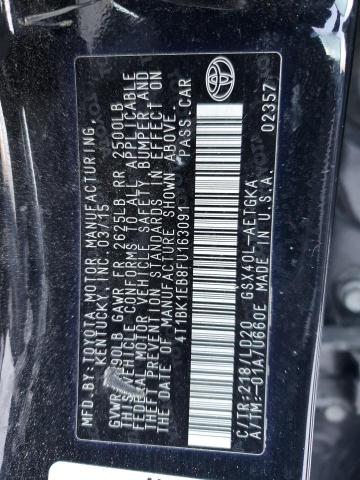 MFD.BY:TOYOTA MOTOR MANUFACTURING,
KENTUCKY, INC. 03/15
GVWR 4890LB GAWR FR 2625LB RR 2500LB
THIS VEHICLE CONFORMS TO ALL APPLICABLE
FEDERAL MOTOR VEHICLE SAFETY, BUMPER, AND
THEFT PREVENTION STANDARDS IN EFFECT ON
THE DATE OF MANUFACTURE SHOWN ABOVE.
4T1BK1EB8FU163091 PASS.CAR
C/TR:218/LD20 GSX40L-AETGKA
A/TM:-01A/U660E MADE IN U.S.A. 02357